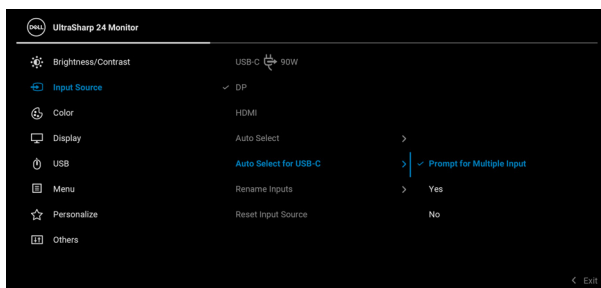 DELL UltraSharp 24 Monitor
Brightness/Contrast USB-C 90W
Input Source DP
Color HDMI
Display Auto Select
USB Auto Select for USB-C Prompt for Multiple Input
Menu Rename Inputs Yes
Personalize Reset Input Source No
Others
Exit